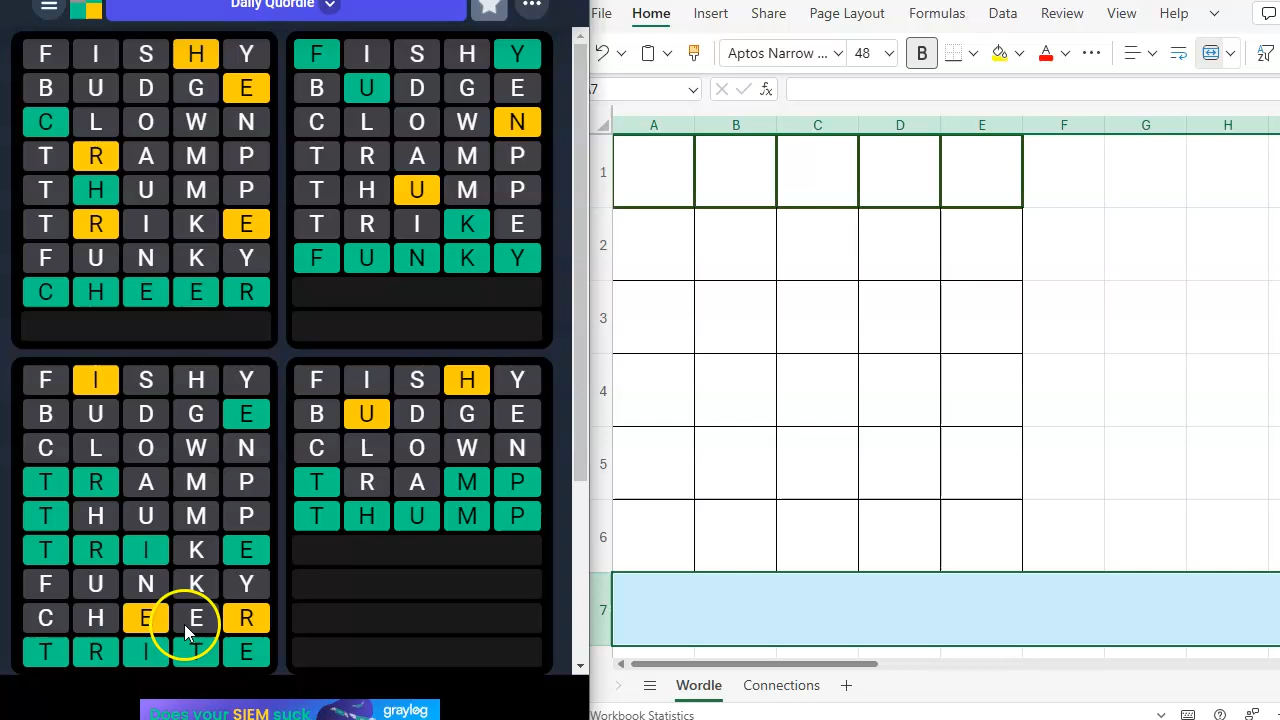 Daily Quordle
F I S H Y
B U D G E
C L O W N
T R A M P
T H U M P
T R I K E
F U N K Y
C H E E R
F I S H Y
B U D G E
C L O W N
T R A M P
T H U M P
T R I K E
F U N K Y
F I S H Y
B U D G E
C L O W N
T R A M P
T H U M P
T R I K E
F U N K Y
C H E E R
T R I T E
F I S H Y
B U D G E
C L O W N
T R A M P
T H U M P
Does your SIEM suck
graylog
File Home Insert Share Page Layout Formulas Data Review View Help
Aptos Narrow ... 48 B A
A7 fx
A B C D E F G H
1
2
3
4
5
6
7
Wordle Connections +
Workbook Statistics